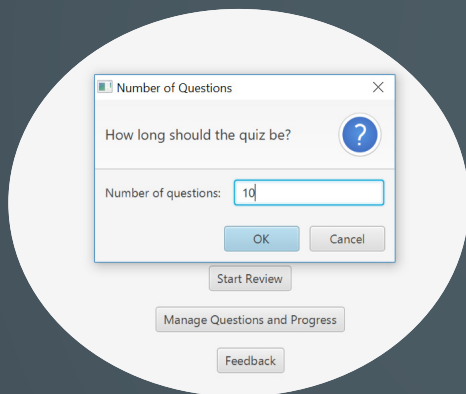 Number of Questions
How long should the quiz be?
?
Number of questions: 10
OK Cancel
Start Review
Manage Questions and Progress
Feedback